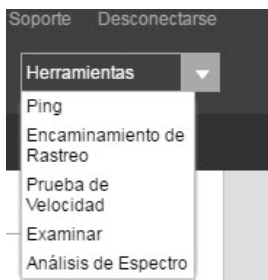 Soporte Desconectarse
Herramientas
Ping
Encaminamiento de
Rastreo
Prueba de
Velocidad
Examinar
Análisis de Espectro